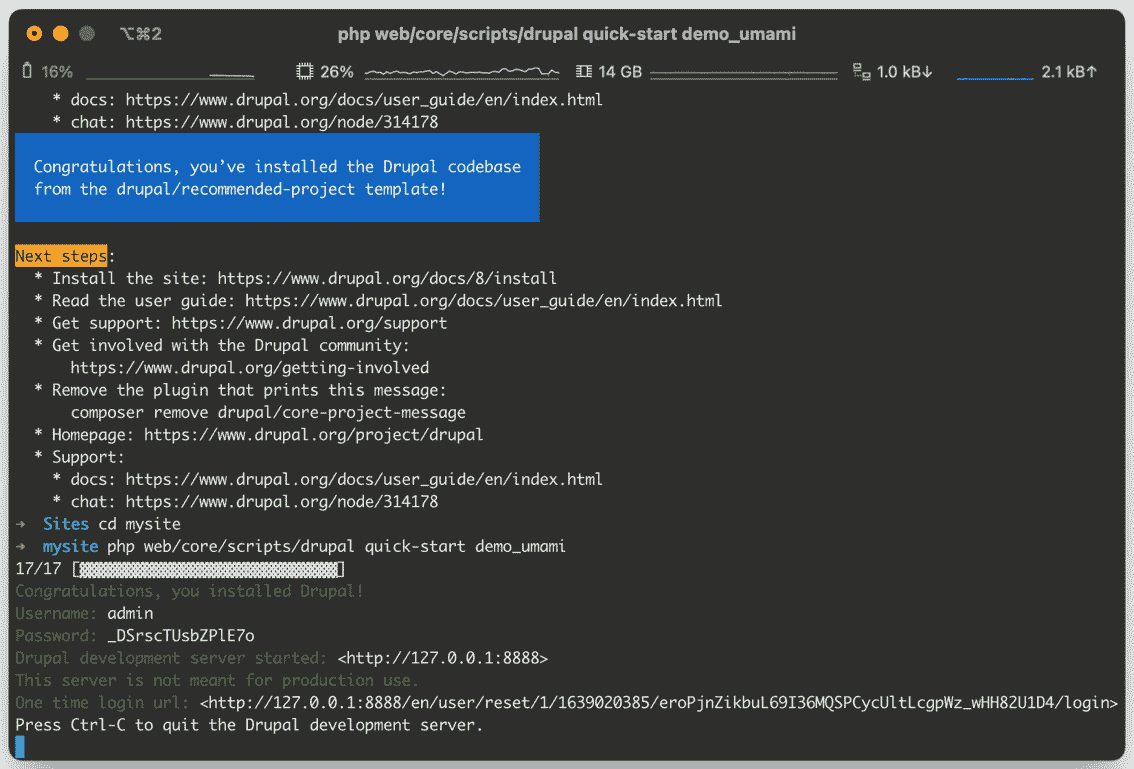 ⌥⌘2 php web/core/scripts/drupal quick-start demo_umami
16% 26% 14 GB 1.0 kB↓ 2.1 kB↑
* docs: https://www.drupal.org/docs/user_guide/en/index.html
* chat: https://www.drupal.org/node/314178
Congratulations, you’ve installed the Drupal codebase
from the drupal/recommended-project template!
Next steps:
* Install the site: https://www.drupal.org/docs/8/install
* Read the user guide: https://www.drupal.org/docs/user_guide/en/index.html
* Get support: https://www.drupal.org/support
* Get involved with the Drupal community:
https://www.drupal.org/getting-involved
* Remove the plugin that prints this message:
composer remove drupal/core-project-message
* Homepage: https://www.drupal.org/project/drupal
* Support:
* docs: https://www.drupal.org/docs/user_guide/en/index.html
* chat: https://www.drupal.org/node/314178
→ Sites cd mysite
→ mysite php web/core/scripts/drupal quick-start demo_umami
17/17 [▓▓▓▓▓▓▓▓▓▓▓▓▓▓▓▓▓▓▓▓▓▓▓▓▓▓▓▓]
Congratulations, you installed Drupal!
Username: admin
Password: _DSrscTUsbZPlE7o
Drupal development server started: <http://127.0.0.1:8888>
This server is not meant for production use.
One time login url: <http://127.0.0.1:8888/en/user/reset/1/1639020385/eroPjnZikbuL69I36MQSPCycUltLcgpWz_wHH82U1D4/login>
Press Ctrl-C to quit the Drupal development server.